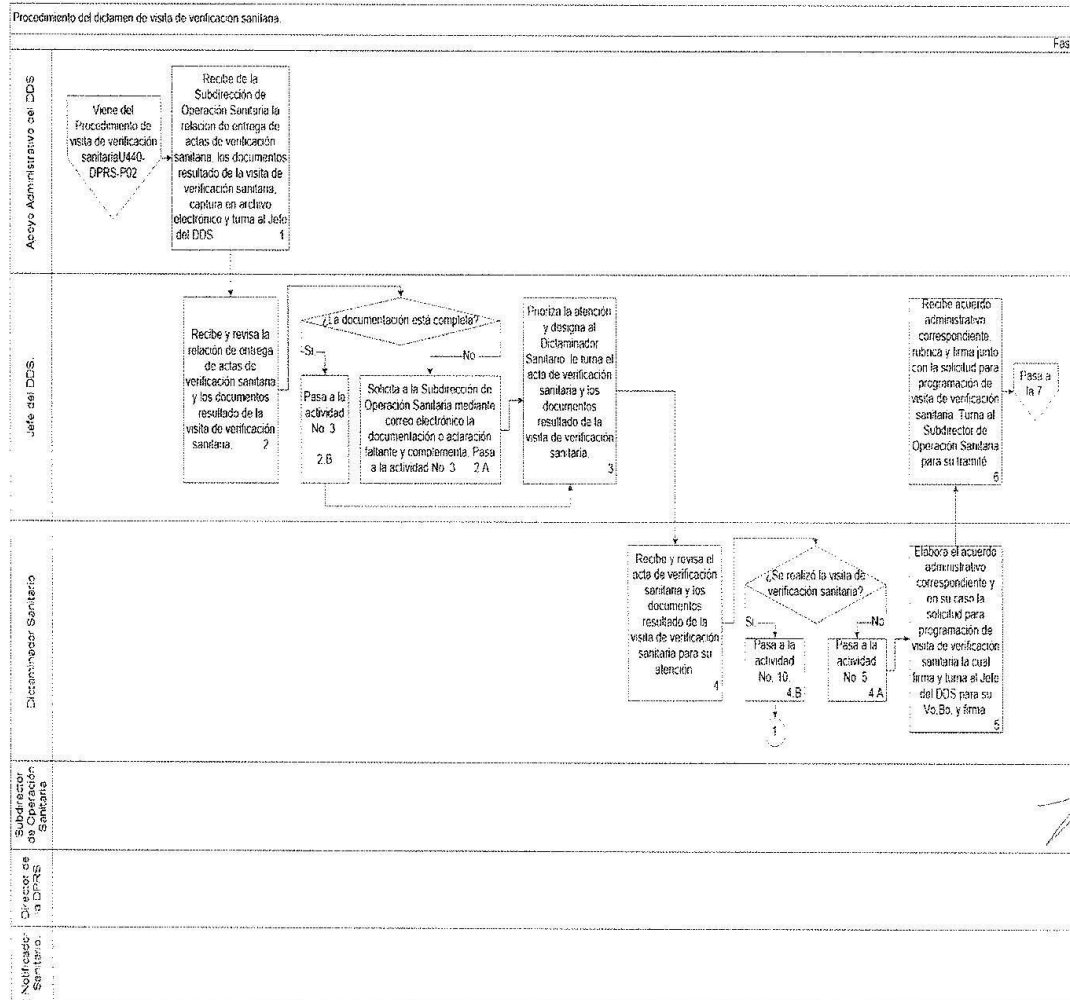 Procedimiento del dictamen de visita de verificación sanitaria.
Fas
Apoyo Administrativo del DDS
Viene del
Procedimiento de
visita de verificación
sanitariaU440-
DPRS-P02
Recibe de la
Subdirección de
Operación Sanitaria la
relación de entrega de
actas de verificación
sanitaria, los documentos
resultado de la visita de
verificación sanitaria,
captura en archivo
electrónico y turna al Jefe
del DDS 1
Jefe del DDS.
Recibe y revisa la
relación de entrega
de actas de
verificación sanitaria
y los documentos
resultado de la
visita de verificación
sanitaria. 2
¿La documentación está completa?
Si
No
Pasa a la
actividad
No. 3
2.B
Solicita a la Subdirección de
Operación Sanitaria mediante
correo electrónico la
documentación o aclaración
faltante y complementa. Pasa
a la actividad No. 3 2.A
Prioriza la atención
y designa al
Dictaminador
Sanitario, le turna el
acta de verificación
sanitaria y los
documentos
resultado de la
visita de verificación
sanitaria.
3
Recibe acuerdo
administrativo
correspondiente,
rubrica y firma junto
con la solicitud para
programación de
visita de verificación
sanitaria. Turna al
Subdirector de
Operación Sanitaria
para su tramité
6
Pasa a
la 7
Dictaminador Sanitario
Recibe y revisa el
acta de verificación
sanitaria y los
documentos
resultado de la
visita de verificación
sanitaria para su
atención
4
¿Se realizó la visita de
verificación sanitaria?
Si
No
Pasa a la
actividad
No. 10.
4.B
1
Pasa a la
actividad
No. 5
4.A
Elabora el acuerdo
administrativo
correspondiente y
en su caso la
solicitud para
programación de
visita de verificación
sanitaria la cual
firma y turna al Jefe
del DDS para su
Vo.Bo. y firma
5
Subdirector
de Operación
Sanitaria
Director de
la DPRS
Notificador
Sanitario.